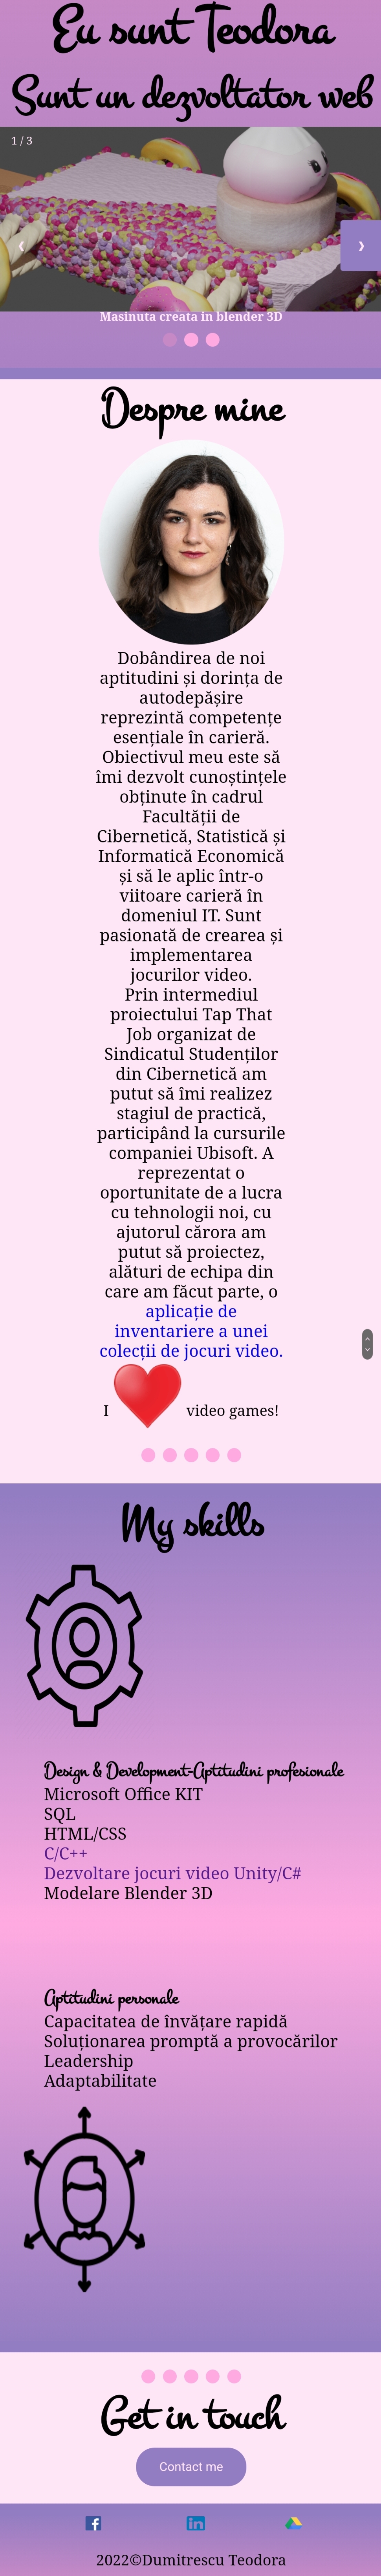 Eu sunt Teodora
Sunt un dezvoltator web
1 / 3
❮
❯
Masinuta creata in blender 3D
Despre mine
Dobândirea de noi
aptitudini și dorința de
autodepășire
reprezintă competențe
esențiale în carieră.
Obiectivul meu este să
îmi dezvolt cunoștințele
obținute în cadrul
Facultății de
Cibernetică, Statistică și
Informatică Economică
și să le aplic într-o
viitoare carieră în
domeniul IT. Sunt
pasionată de crearea și
implementarea
jocurilor video.
Prin intermediul
proiectului Tap That
Job organizat de
Sindicatul Studenților
din Cibernetică am
putut să îmi realizez
stagiul de practică,
participând la cursurile
companiei Ubisoft. A
reprezentat o
oportunitate de a lucra
cu tehnologii noi, cu
ajutorul cărora am
putut să proiectez,
alături de echipa din
care am făcut parte, o
aplicație de
inventariere a unei
colecții de jocuri video.
I video games!
My skills
Design & Development-Aptitudini profesionale
Microsoft Office KIT
SQL
HTML/CSS
C/C++
Dezvoltare jocuri video Unity/C#
Modelare Blender 3D
Aptitudini personale
Capacitatea de învățare rapidă
Soluționarea promptă a provocărilor
Leadership
Adaptabilitate
Get in touch
Contact me
2022©Dumitrescu Teodora